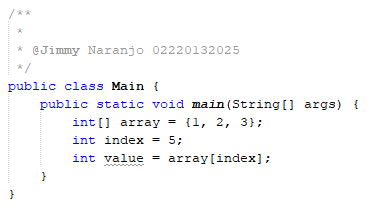 /**
 *
 * @Jimmy Naranjo 02220132025
 */
public class Main {
    public static void main(String[] args) {
        int[] array = {1, 2, 3};
        int index = 5;
        int value = array[index];
    }
}